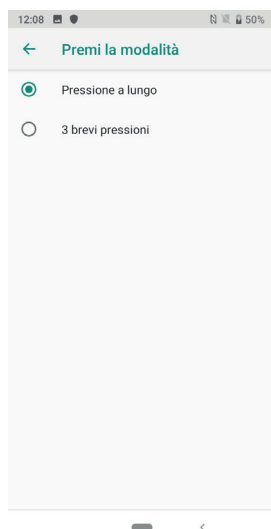 12:08 50%
Premi la modalità
Pressione a lungo
3 brevi pressioni